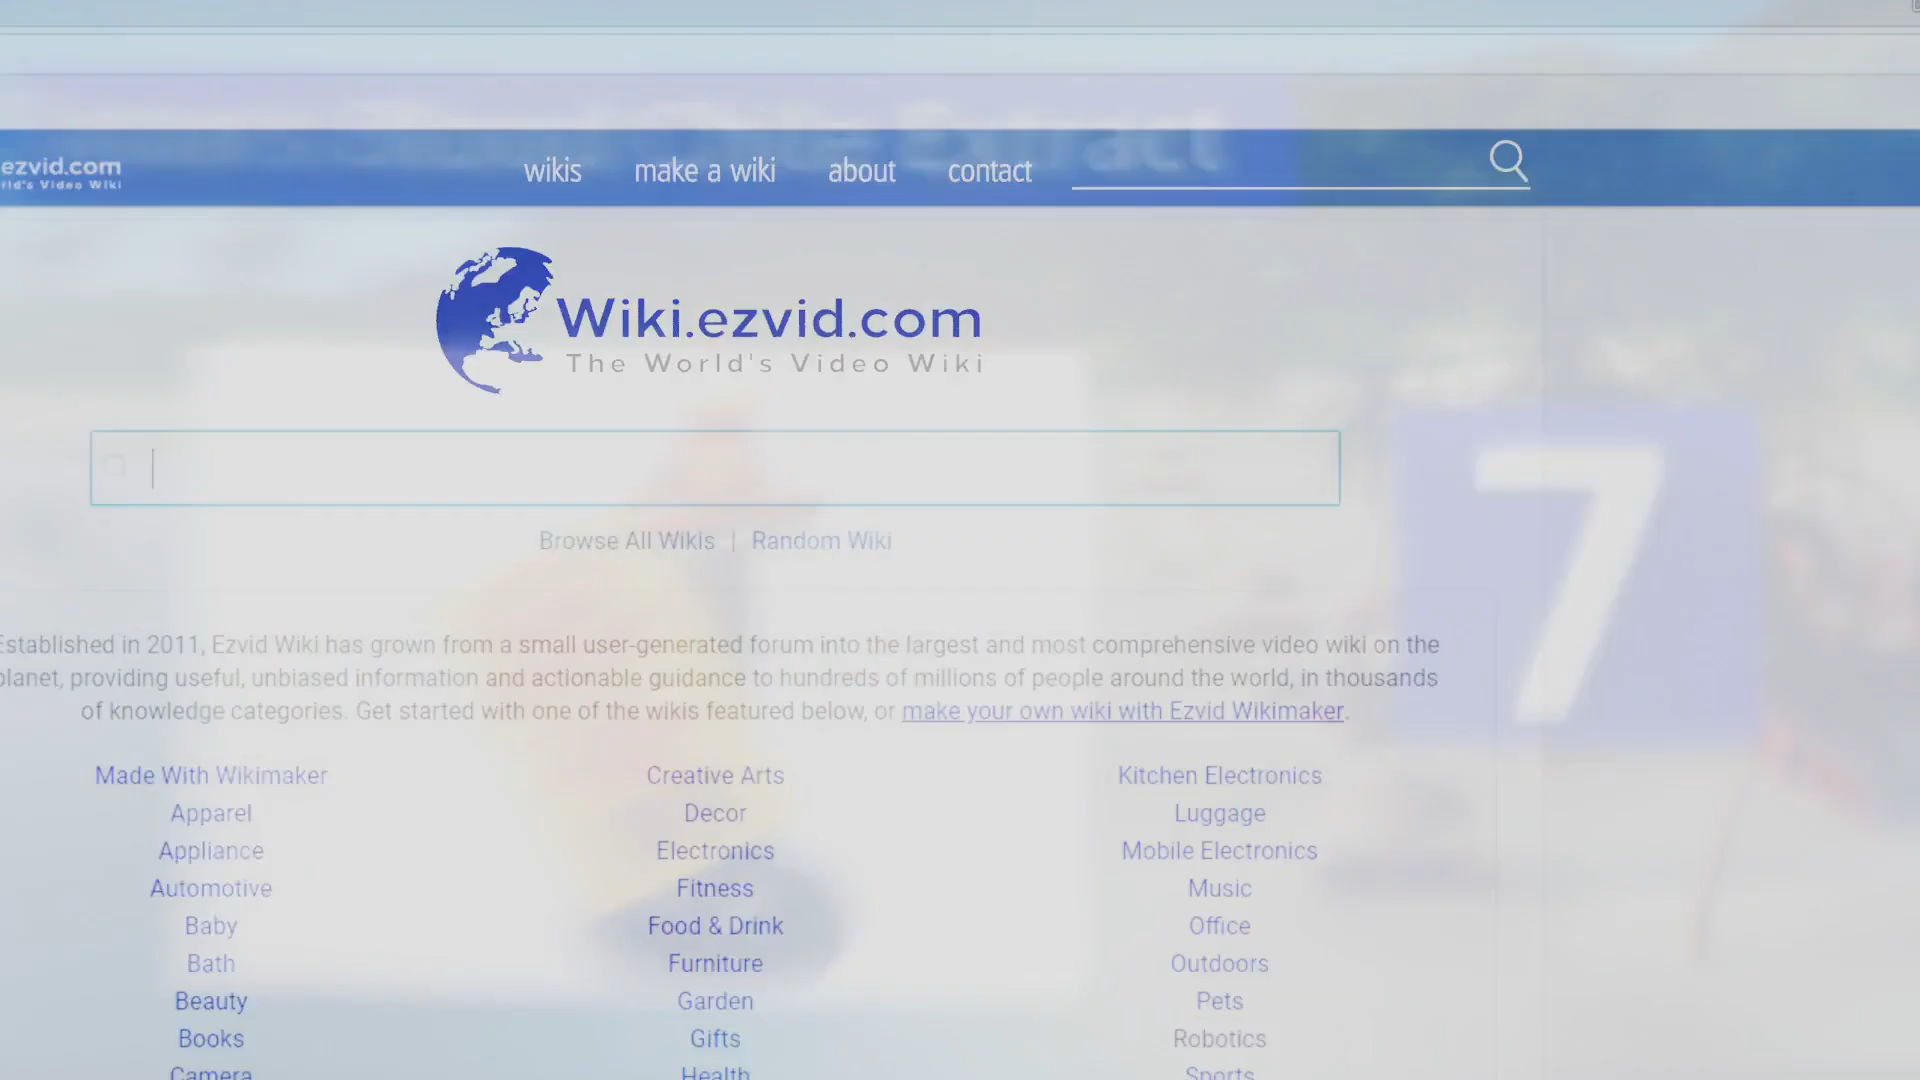 ezvid.com
wikis make a wiki about contact
Wiki.ezvid.com
The World's Video Wiki
Browse All Wikis | Random Wiki
Established in 2011, Ezvid Wiki has grown from a small user-generated forum into the largest and most comprehensive video wiki on the
planet, providing useful, unbiased information and actionable guidance to hundreds of millions of people around the world, in thousands
of knowledge categories. Get started with one of the wikis featured below, or make your own wiki with Ezvid Wikimaker.
7
Made With Wikimaker Creative Arts Kitchen Electronics
Apparel Decor Luggage
Appliance Electronics Mobile Electronics
Automotive Fitness Music
Baby Food & Drink Office
Bath Furniture Outdoors
Beauty Garden Pets
Books Gifts Robotics
Camera Health Sports